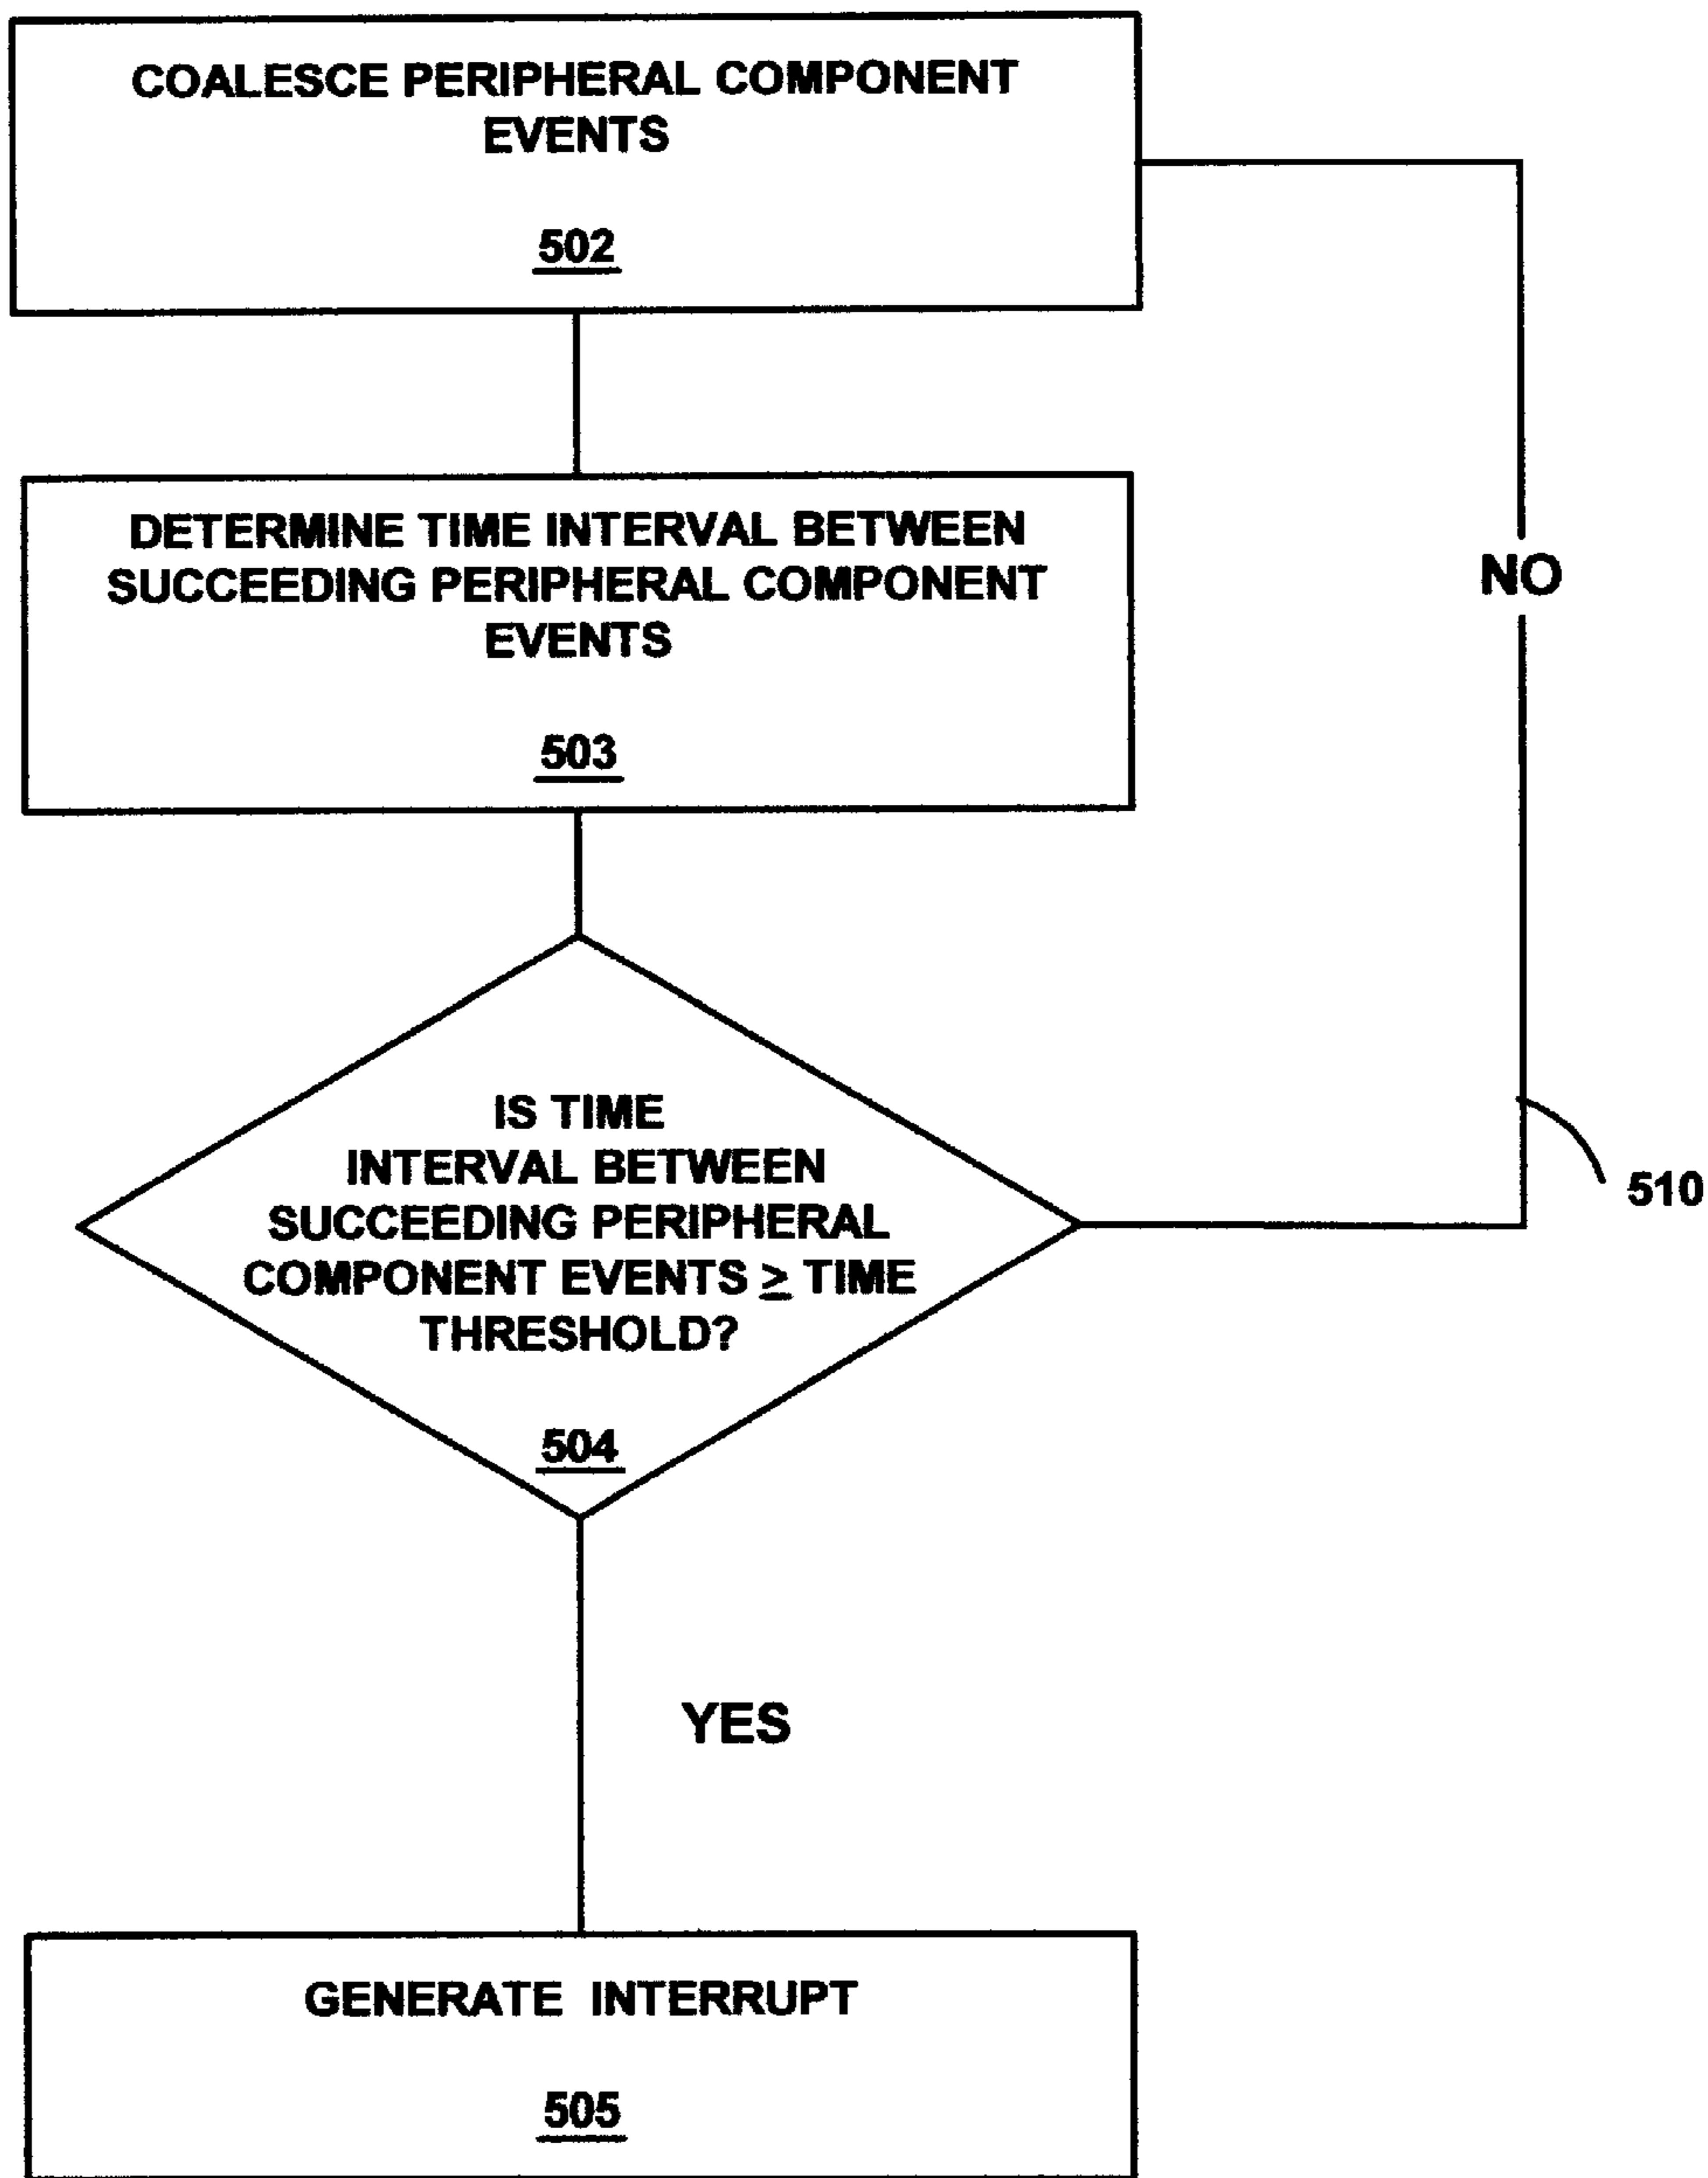 COALESCE PERIPHERAL COMPONENT
EVENTS
502
DETERMINE TIME INTERVAL BETWEEN
SUCCEEDING PERIPHERAL COMPONENT
EVENTS
503
NO
IS TIME
INTERVAL BETWEEN
SUCCEEDING PERIPHERAL
COMPONENT EVENTS ≥ TIME
THRESHOLD?
504
510
YES
GENERATE INTERRUPT
505